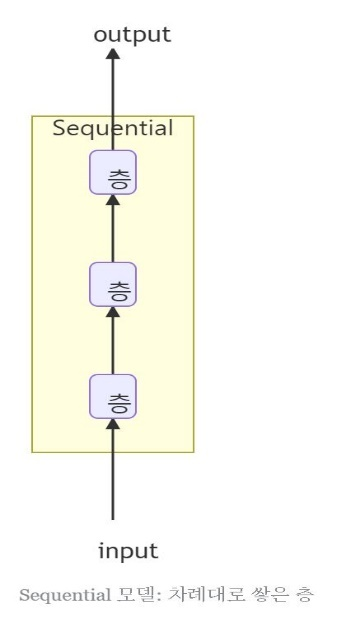 output
Sequential
층
층
층
input
Sequential 모델: 차례대로 쌓은 층